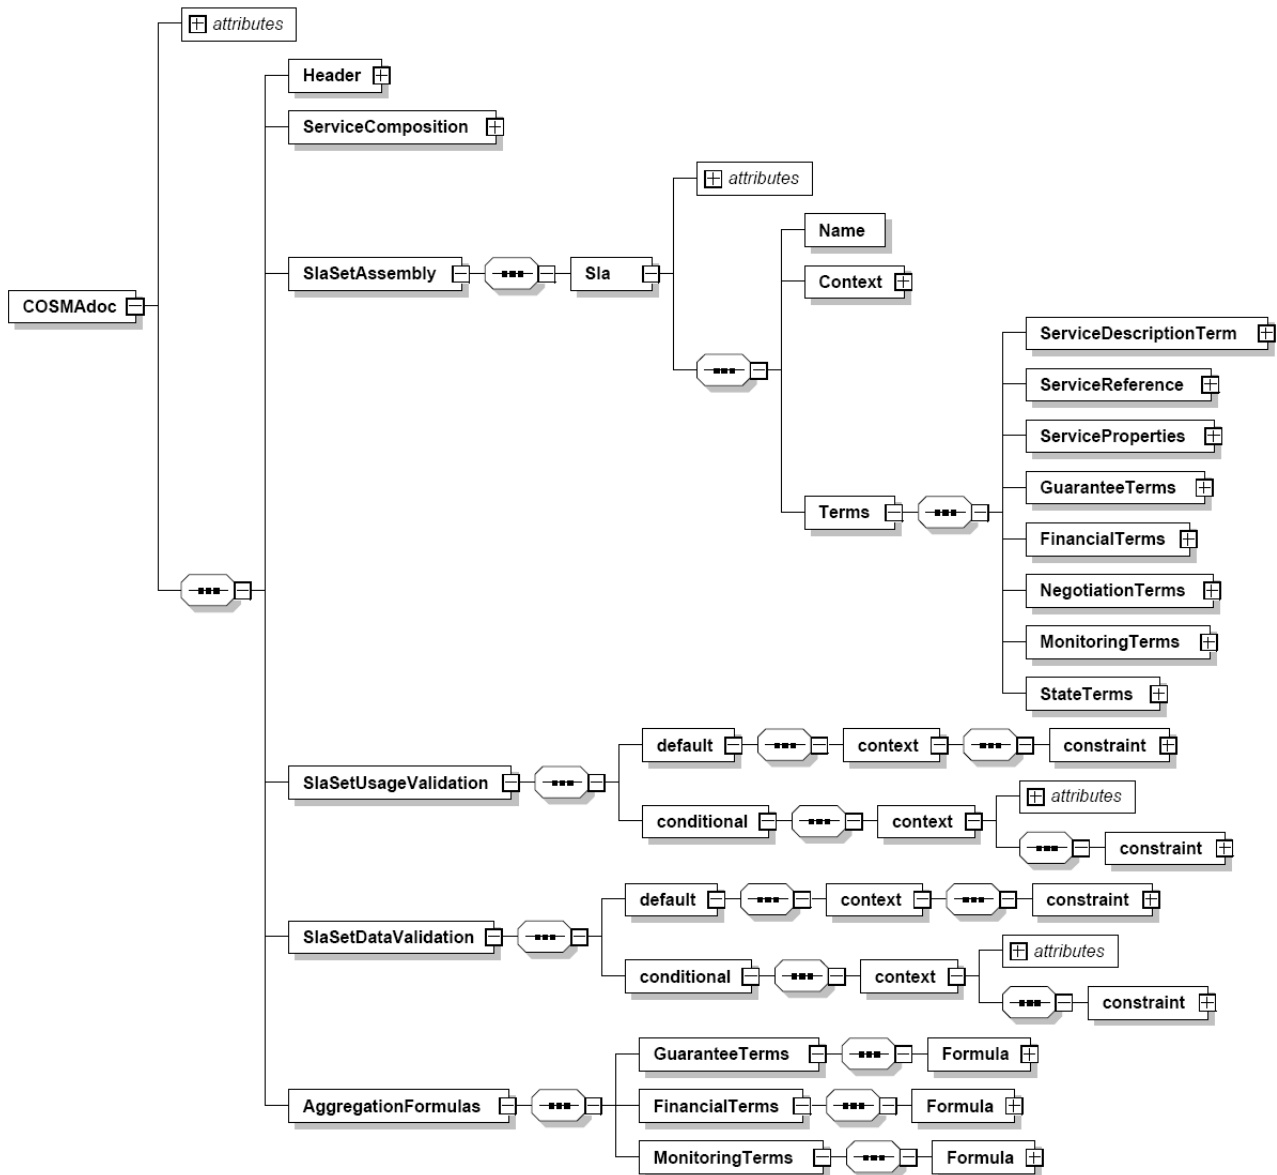 attributes
Header
ServiceComposition
attributes
Name
SlaSetAssembly Sla Context
COSMAdoc
ServiceDescriptionTerm
ServiceReference
ServiceProperties
GuaranteeTerms
Terms
FinancialTerms
NegotiationTerms
MonitoringTerms
StateTerms
default context constraint
SlaSetUsageValidation
attributes
conditional context
constraint
default context constraint
SlaSetDataValidation
attributes
conditional context
constraint
GuaranteeTerms Formula
AggregationFormulas FinancialTerms Formula
MonitoringTerms Formula